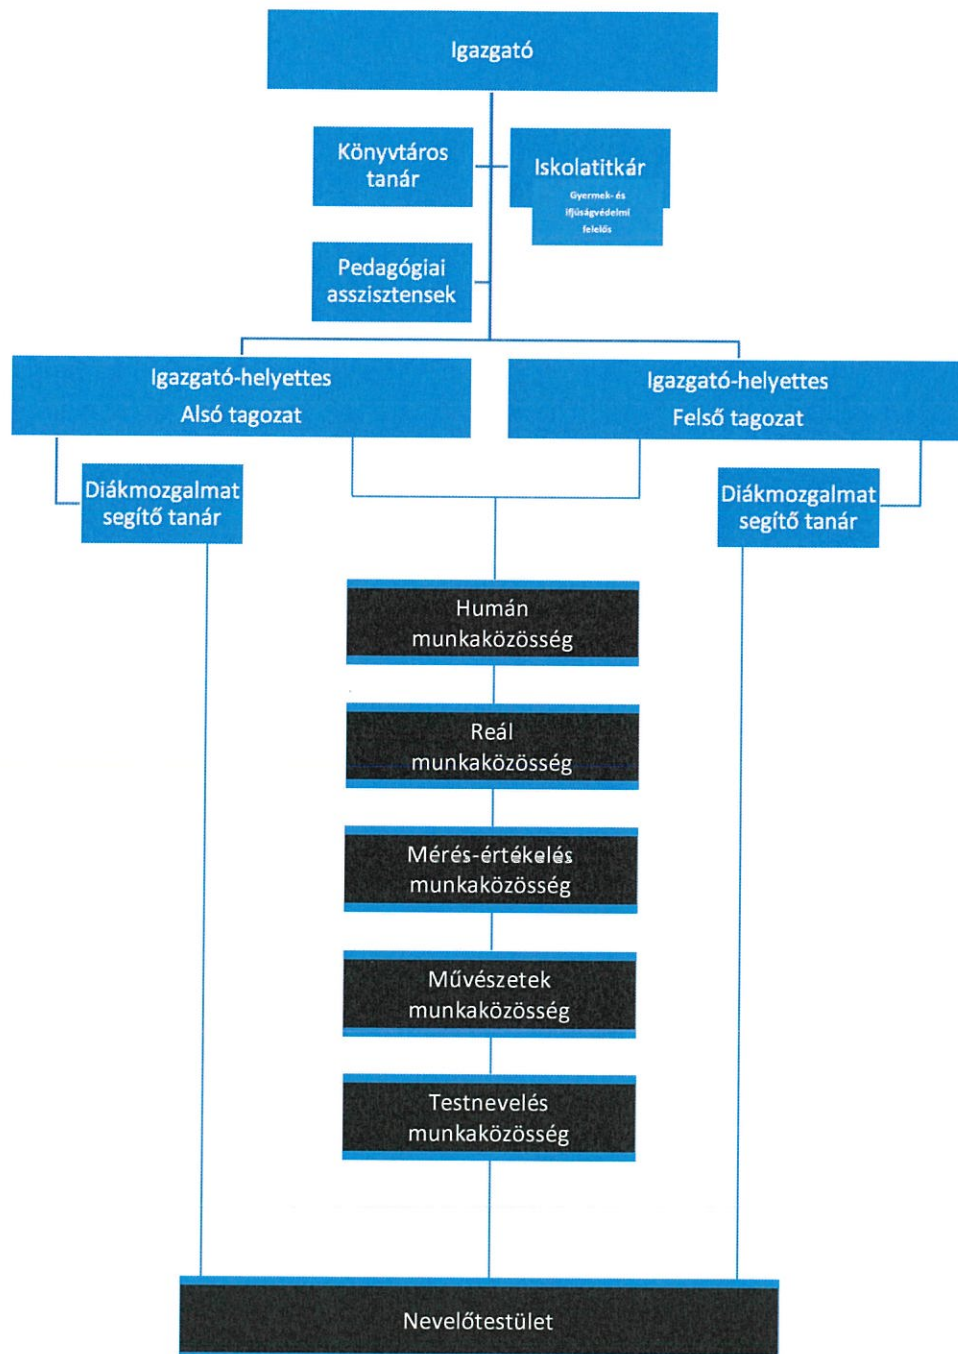 Igazgató
Könyvtáros
tanár
Iskolatitkár
Gyermek- és
ifjúságvédelmi
felelős
Pedagógiai
asszisztensek
Igazgató-helyettes
Alsó tagozat
Igazgató-helyettes
Felső tagozat
Diákmozgalmat
segítő tanár
Diákmozgalmat
segítő tanár
Humán
munkaközösség
Reál
munkaközösség
Mérés-értékelés
munkaközösség
Művészetek
munkaközösség
Testnevelés
munkaközösség
Nevelőtestület